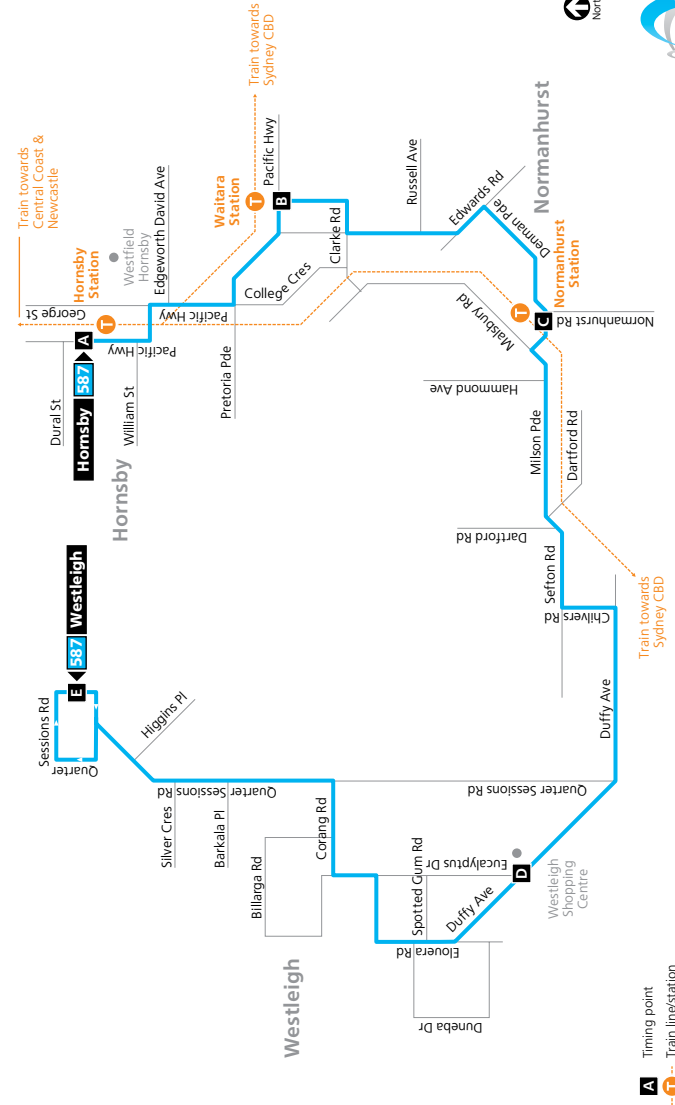 Train towards
Central Coast &
Newcastle
Train towards
Sydney CBD
North
George St
Hornsby
Station
Westfield
Hornsby
Edgeworth David Ave
Waitara
Station
Pacific Hwy
B
T
Dural St
A
T
587
Hornsby
Pacific Hwy
Pacific Hwy
William St
Hornsby
Pretoria Pde
College Cres
Clarke Rd
Russell Ave
Edwards Rd
Normanhurst
Denman Pde
Normanhurst
Station
T
C
Normanhurst Rd
Malsbury Rd
Hammond Ave
Milson Pde
Dartford Rd
Dartford Rd
Sefton Rd
Chilvers Rd
Train towards
Sydney CBD
Duffy Ave
587
Westleigh
E
Sessions Rd
Quarter
Higgins Pl
Quarter Sessions Rd
Silver Cres
Barkala Pl
Quarter Sessions Rd
Corang Rd
Billarga Rd
Spotted Gum Rd
Eucalyptus Dr
D
Westleigh
Shopping
Centre
Duffy Ave
Elouera Rd
Duneba Dr
Westleigh
A
Timing point
T
Train line/station